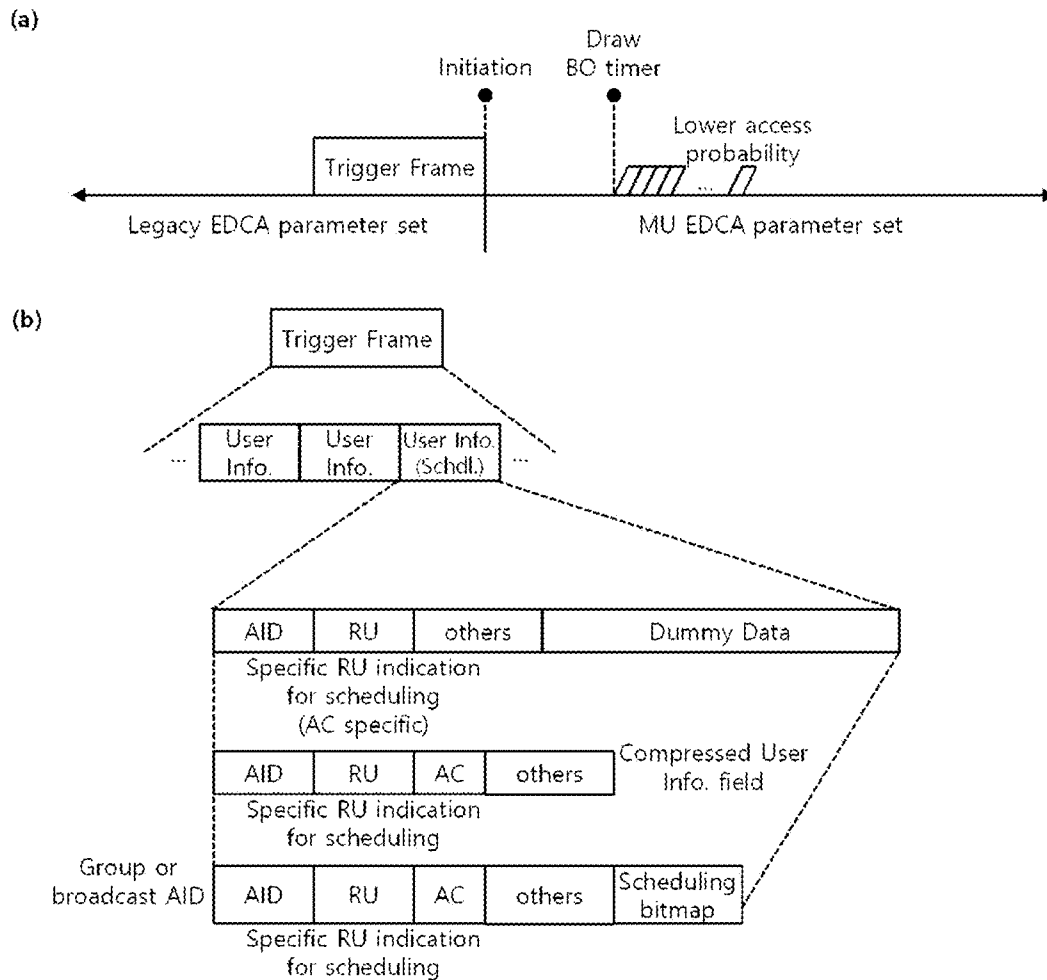 (a)
Draw
BO timer
Initiation
Lower access
probability
Trigger Frame
...
Legacy EDCA parameter set
MU EDCA parameter set
(b)
Trigger Frame
...
User
Info.
User
Info.
User Info.
(Schdl.)
...
AID
RU
others
Dummy Data
Specific RU indication
for scheduling
(AC specific)
AID
RU
AC
others
Compressed User
Info. field
Specific RU indication
for scheduling
Group or
broadcast AID
AID
RU
AC
others
Scheduling
bitmap
Specific RU indication
for scheduling